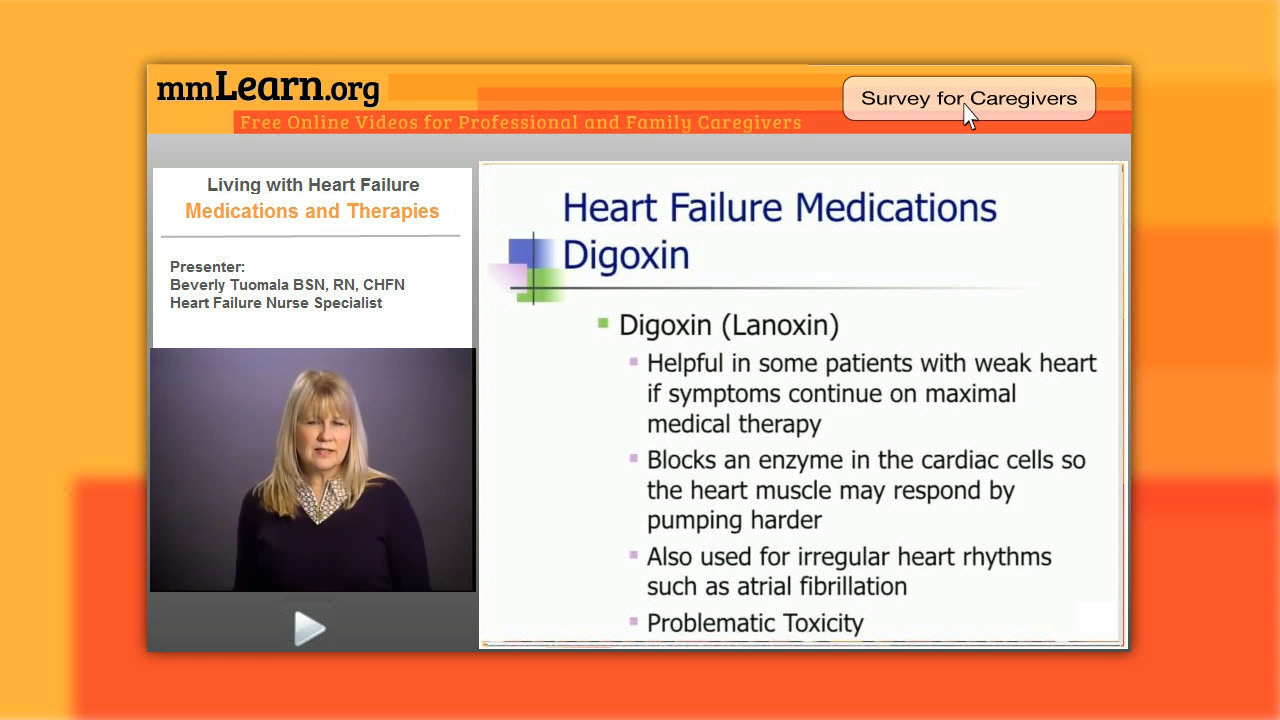 mmLearn.org
Free Online Videos for Professional and Family Caregivers
Survey for Caregivers
Living with Heart Failure
Medications and Therapies
Presenter:
Beverly Tuomala BSN, RN, CHFN
Heart Failure Nurse Specialist
Heart Failure Medications
Digoxin
Digoxin (Lanoxin)
Helpful in some patients with weak heart
if symptoms continue on maximal
medical therapy
Blocks an enzyme in the cardiac cells so
the heart muscle may respond by
pumping harder
Also used for irregular heart rhythms
such as atrial fibrillation
Problematic Toxicity